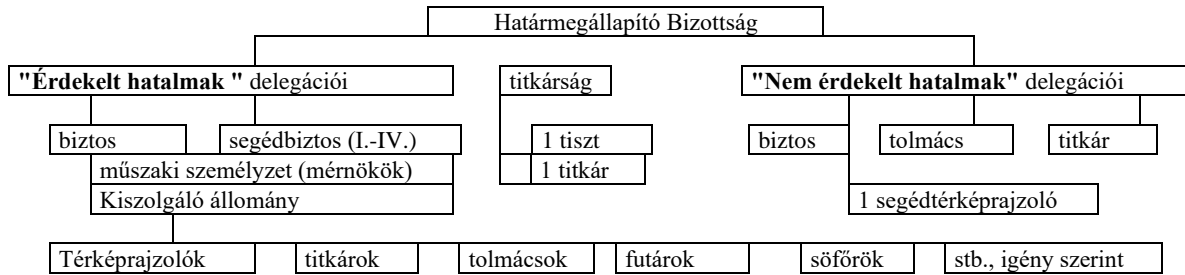 Határmegállapító Bizottság
"Érdekelt hatalmak " delegációi
titkárság
"Nem érdekelt hatalmak" delegációi
biztos
segédbiztos (I.-IV.)
1 tiszt
biztos
tolmács
titkár
műszaki személyzet (mérnökök)
1 titkár
Kiszolgáló állomány
1 segédtérképrajzoló
Térképrajzolók
titkárok
tolmácsok
futárok
söfőrök
stb., igény szerint